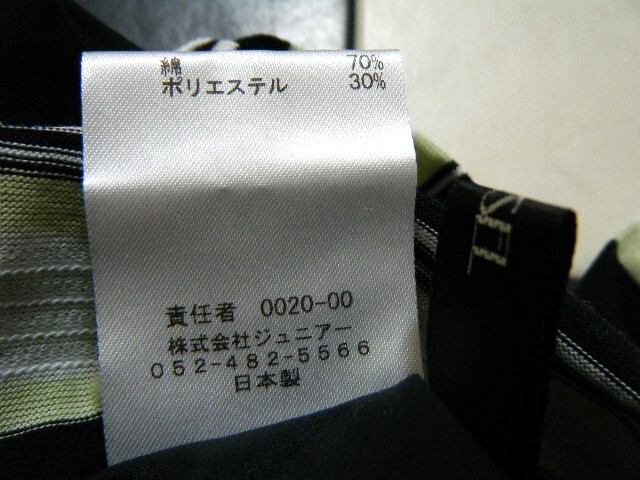 綿 70%
ポリエステル 30%
責任者 0020-00
株式会社ジュニアー
052-482-5566
日本製